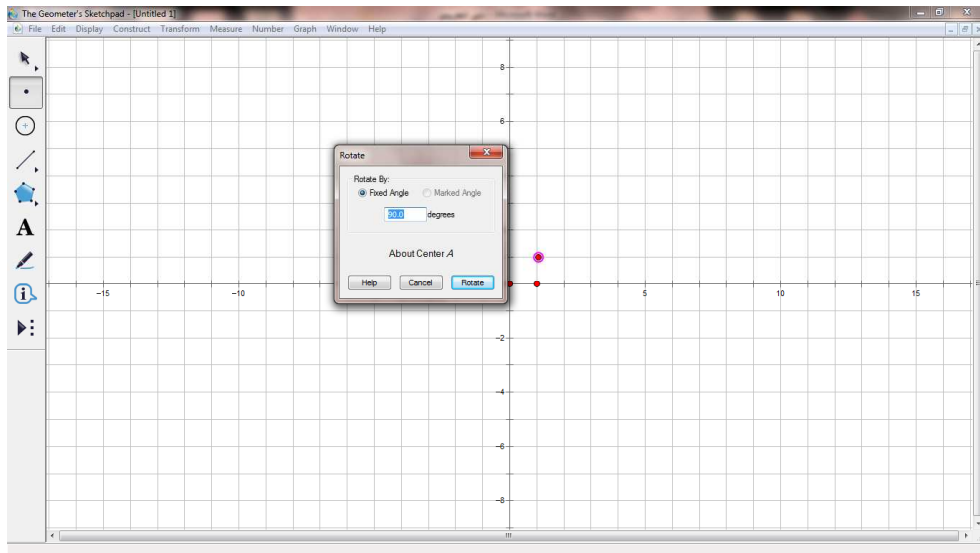 The Geometer's Sketchpad - [Untitled 1]
File Edit Display Construct Transform Measure Number Graph Window Help
8
6
Rotate
Rotate By:
Fixed Angle Marked Angle
90.0 degrees
About Center A
Help Cancel Rotate
A
-15 -10 5 10 15
-2
-4
-6
-8